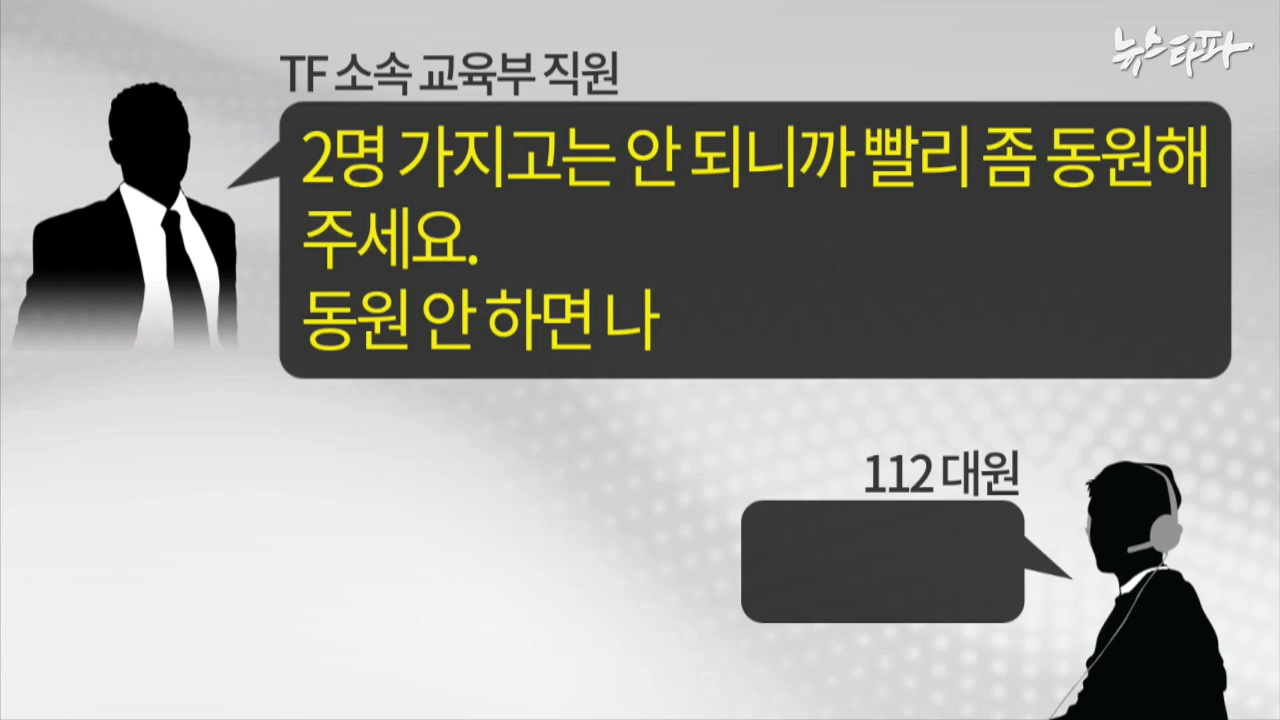 뉴스타파
TF 소속 교육부 직원
2명 가지고는 안 되니까 빨리 좀 동원해
주세요.
동원 안 하면 나
112 대원